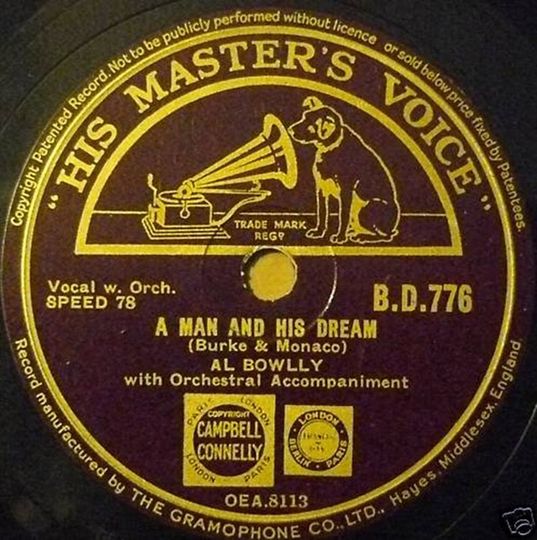 Copyright Patented Record. Not to be publicly performed without licence or sold below price fixed by Patentees.
"HIS MASTER'S VOICE"
TRADE MARK
REGD
Vocal w. Orch.
SPEED 78
B.D.776
A MAN AND HIS DREAM
(Burke & Monaco)
AL BOWLLY
with Orchestral Accompaniment
PARIS LONDON
COPYRIGHT
CAMPBELL
CONNELLY
LONDON PARIS
LONDON
BERLIN PARIS
OEA.8113
Record manufactured by THE GRAMOPHONE CO., LTD., Hayes, Middlesex, England